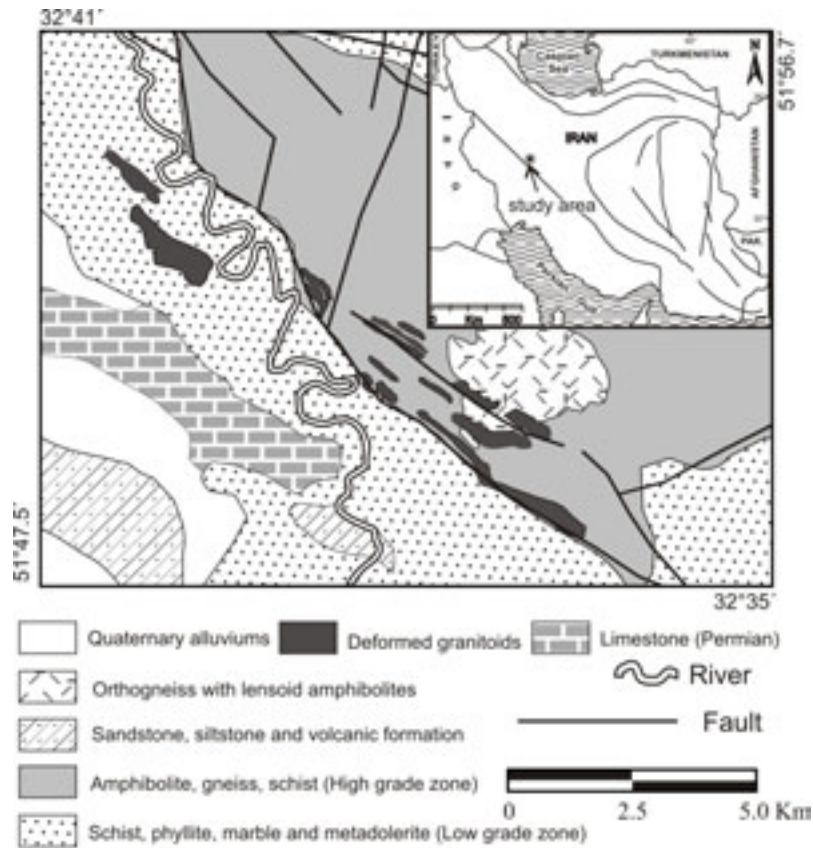 32°41´
51°56.7´
Caspian Sea
TURKMENISTAN
N
IRAN
AFGHANISTAN
study area
PAK.
Km 500
51°47.5´
32°35´
Quaternary alluviums
Deformed granitoids
Limestone (Permian)
Orthogneiss with lensoid amphibolites
River
Sandstone, siltstone and volcanic formation
Fault
Amphibolite, gneiss, schist (High grade zone)
0 2.5 5.0 Km
Schist, phyllite, marble and metadolerite (Low grade zone)